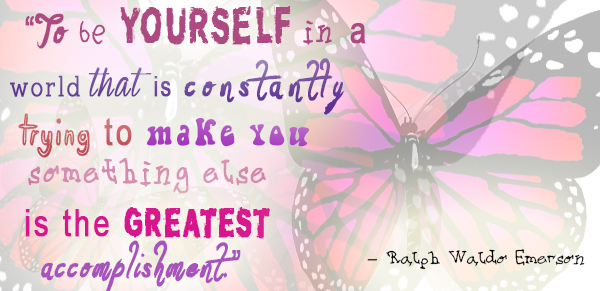 “To be YOURSELF in a
world that is constantly
trying to make you
something else
is the GREATEST
accomplishment.”
– Ralph Waldo Emerson